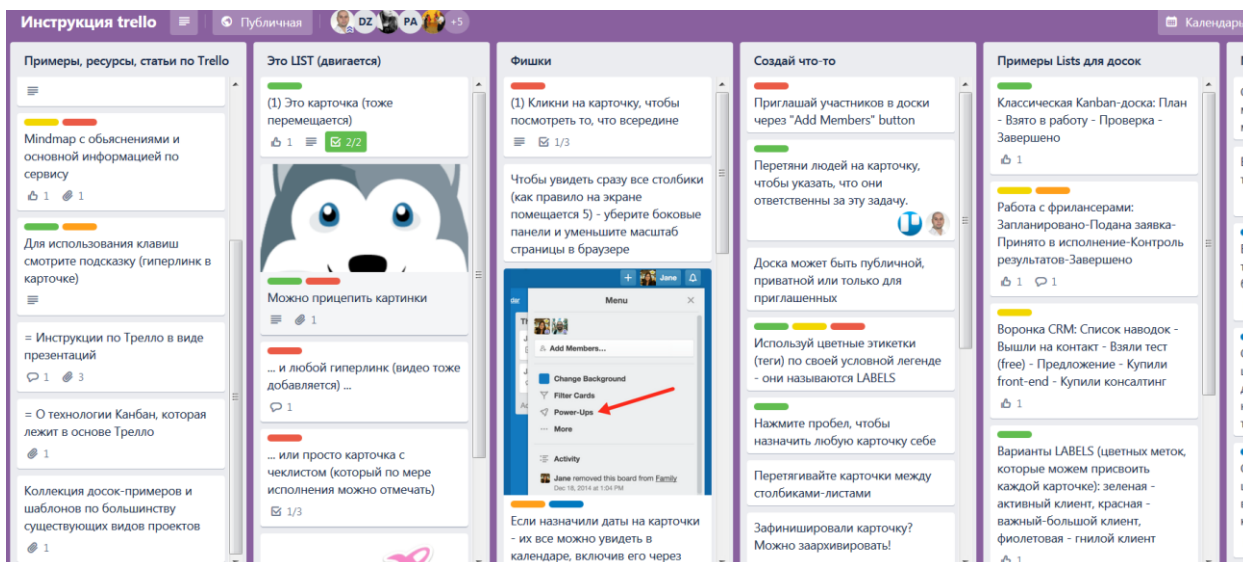 Инструкция trello
Публичная
DZ
PA
+5
Календарь
Примеры, ресурсы, статьи по Trello
Mindmap с обьяснениями и
основной информацией по
сервису
1 1
Для использования клавиш
смотрите подсказку (гиперлинк в
карточке)
= Инструкции по Трелло в виде
презентаций
1 3
= О технологии Канбан, которая
лежит в основе Трелло
1
Коллекция досок-примеров и
шаблонов по большинству
существующих видов проектов
1
Это LIST (двигается)
(1) Это карточка (тоже
перемещается)
1 2/2
Можно прицепить картинки
1
... и любой гиперлинк (видео тоже
добавляется) ...
1
... или просто карточка с
чеклистом (который по мере
исполнения можно отмечать)
1/3
Фишки
(1) Кликни на карточку, чтобы
посмотреть то, что всередине
1/3
Чтобы увидеть сразу все столбики
(как правило на экране
помещается 5) - уберите боковые
панели и уменьшите масштаб
страницы в браузере
Jane
Menu
Add Members...
Change Background
Filter Cards
Power-Ups
More
Activity
Jane removed this board from Family
Dec 18, 2014 at 1:04 PM
Если назначили даты на карточки
- их все можно увидеть в
календаре, включив его через
Создай что-то
Приглашай участников в доски
через "Add Members" button
Перетяни людей на карточку,
чтобы указать, что они
ответственны за эту задачу.
Доска может быть публичной,
приватной или только для
приглашенных
Используй цветные этикетки
(теги) по своей условной легенде
- они называются LABELS
Нажмите пробел, чтобы
назначить любую карточку себе
Перетягивайте карточки между
столбиками-листами
Зафинишировали карточку?
Можно заархивировать!
Примеры Lists для досок
Классическая Kanban-доска: План
- Взято в работу - Проверка -
Завершено
1
Работа с фрилансерами:
Запланировано-Подана заявка-
Принято в исполнение-Контроль
результатов-Завершено
1 1
Воронка CRM: Список наводок -
Вышли на контакт - Взяли тест
(free) - Предложение - Купили
front-end - Купили консалтинг
1
Варианты LABELS (цветных меток,
которые можем присвоить
каждой карточке): зеленая -
активный клиент, красная -
важный-большой клиент,
фиолетовая - гнилой клиент
1